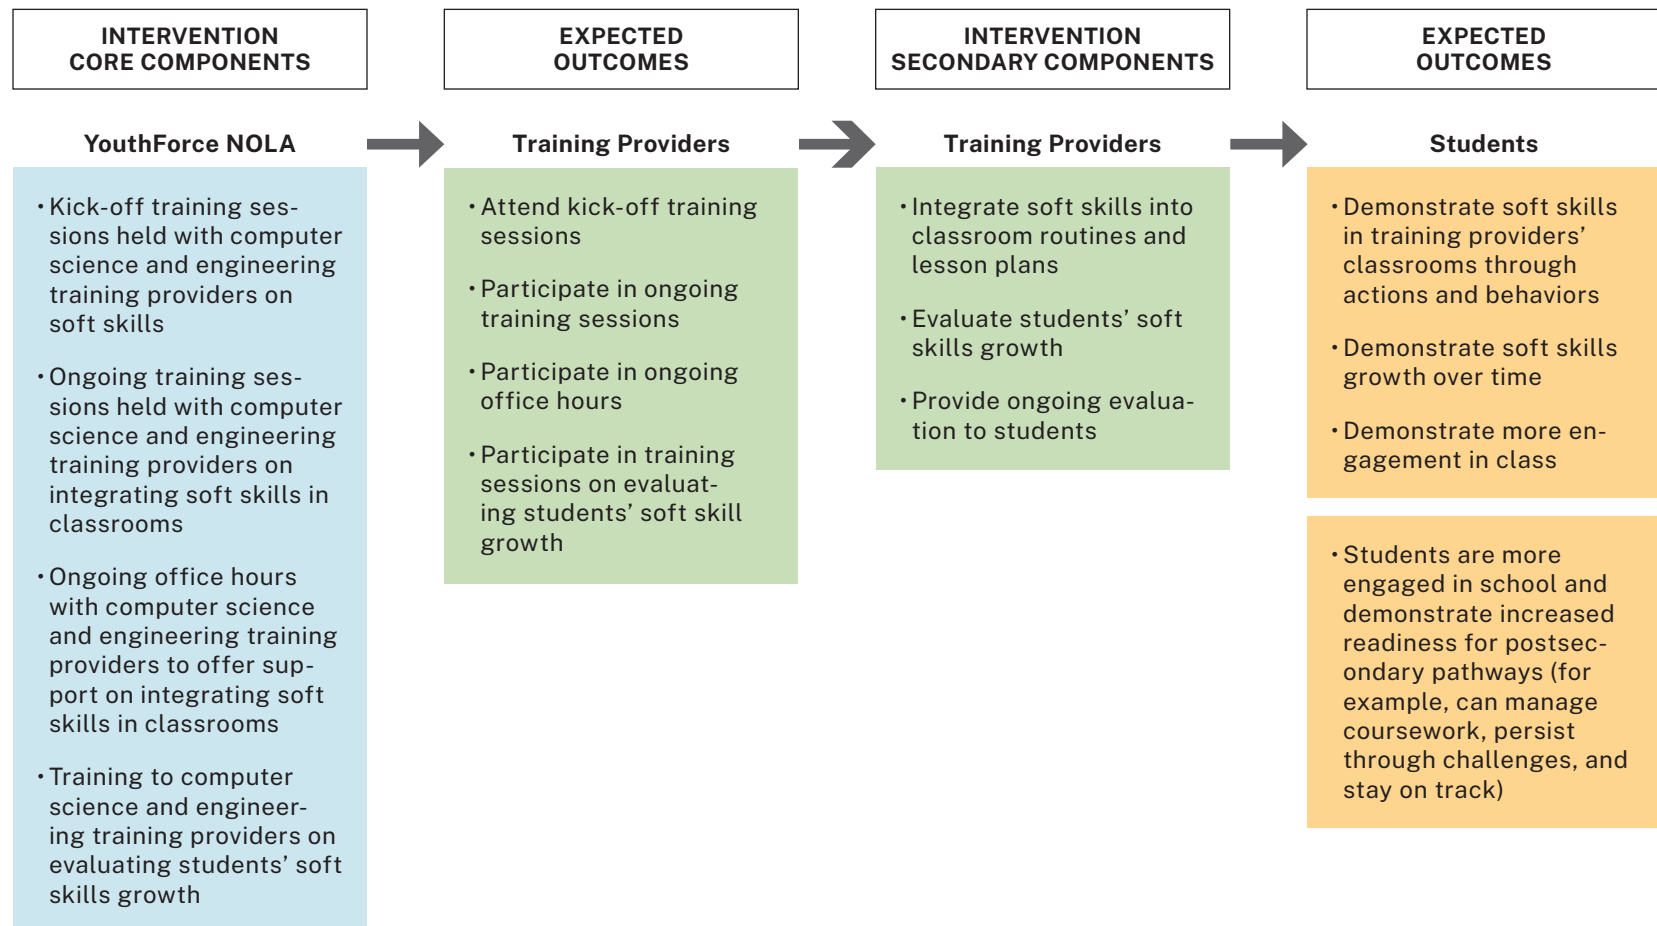 INTERVENTION
CORE COMPONENTS
YouthForce NOLA
• Kick-off training ses-
sions held with computer
science and engineering
training providers on
soft skills
• Ongoing training ses-
sions held with computer
science and engineering
training providers on
integrating soft skills in
classrooms
• Ongoing office hours
with computer science
and engineering training
providers to offer sup-
port on integrating soft
skills in classrooms
• Training to computer
science and engineer-
ing training providers on
evaluating students’ soft
skills growth
EXPECTED
OUTCOMES
Training Providers
• Attend kick-off training
sessions
• Participate in ongoing
training sessions
• Participate in ongoing
office hours
• Participate in training
sessions on evaluat-
ing students’ soft skill
growth
INTERVENTION
SECONDARY COMPONENTS
Training Providers
• Integrate soft skills into
classroom routines and
lesson plans
• Evaluate students’ soft
skills growth
• Provide ongoing evalua-
tion to students
EXPECTED
OUTCOMES
Students
• Demonstrate soft skills
in training providers’
classrooms through
actions and behaviors
• Demonstrate soft skills
growth over time
• Demonstrate more en-
gagement in class
• Students are more
engaged in school and
demonstrate increased
readiness for postsec-
ondary pathways (for
example, can manage
coursework, persist
through challenges, and
stay on track)